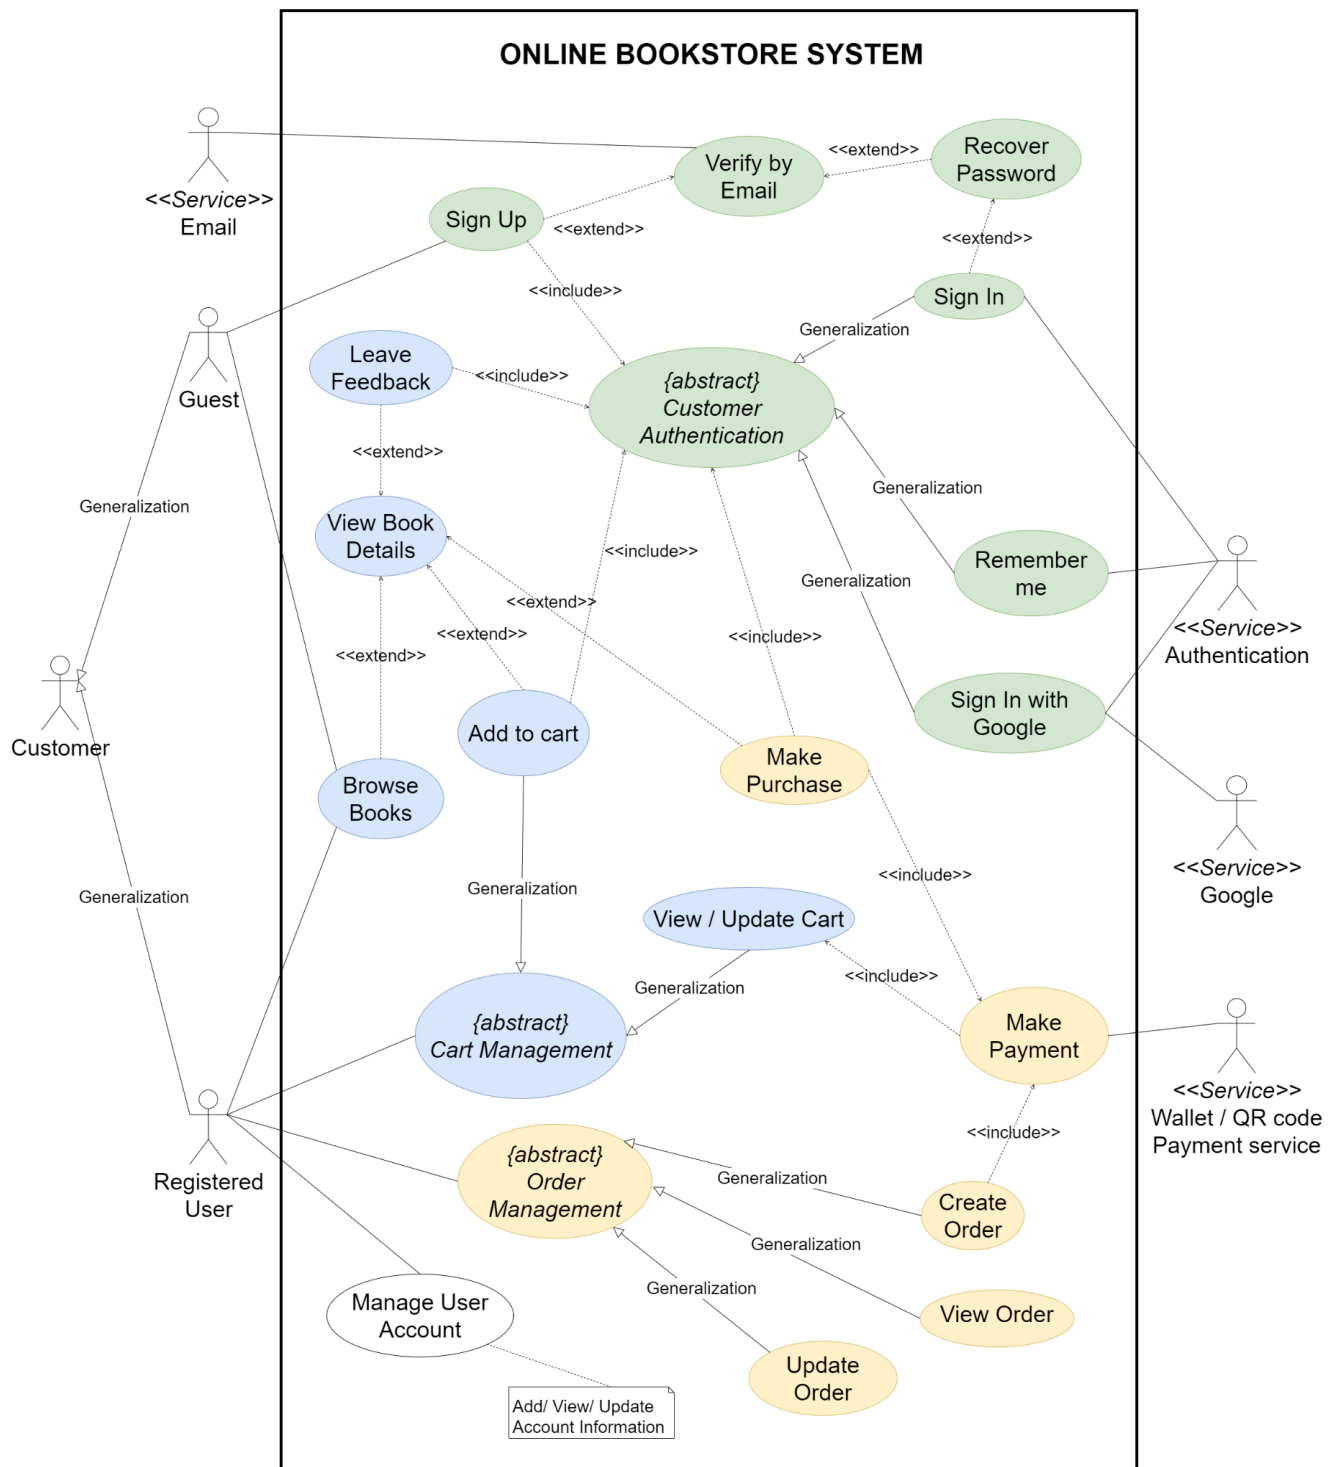 ONLINE BOOKSTORE SYSTEM
<<Service>>
Email
Verify by
Email
<<extend>>
Recover
Password
Sign Up
<<extend>>
<<extend>>
<<include>>
Sign In
Generalization
Guest
Leave
Feedback
<<include>>
{abstract}
Customer
Authentication
<<extend>>
Generalization
Generalization
View Book
Details
<<include>>
Generalization
Remember
me
<<extend>>
<<extend>>
<<include>>
<<extend>>
<<Service>>
Authentication
Customer
Add to cart
Sign In with
Google
Make
Purchase
Browse
Books
<<Service>>
Google
Generalization
Generalization
<<include>>
View / Update Cart
<<include>>
Generalization
{abstract}
Cart Management
Make
Payment
<<Service>>
Wallet / QR code
Payment service
<<include>>
Registered
User
{abstract}
Order
Management
Generalization
Create
Order
Generalization
Generalization
Manage User
Account
View Order
Update
Order
Add/ View/ Update
Account Information